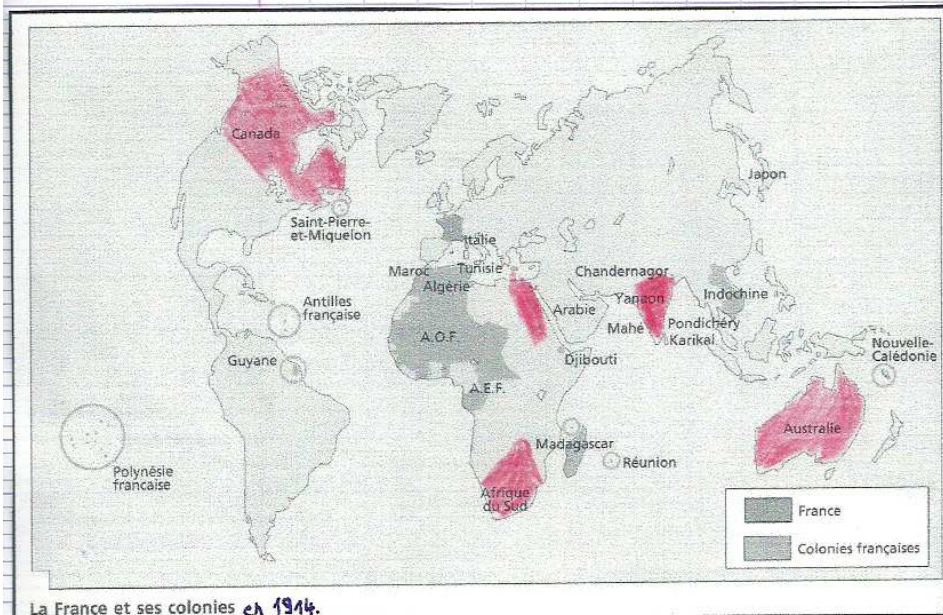 Canada
Saint-Pierre-
et-Miquelon
Japon
Italie
Maroc
Tunisie
Algérie
Chandernagor
Antilles
française
Arabie
Yanaon
Indochine
A.O.F.
Mahé
Pondichéry
Karikal
Nouvelle-
Calédonie
Guyane
Djibouti
A.E.F.
Australie
Madagascar
Réunion
Polynésie
française
Afrique
du Sud
France
Colonies françaises
La France et ses colonies en 1914.